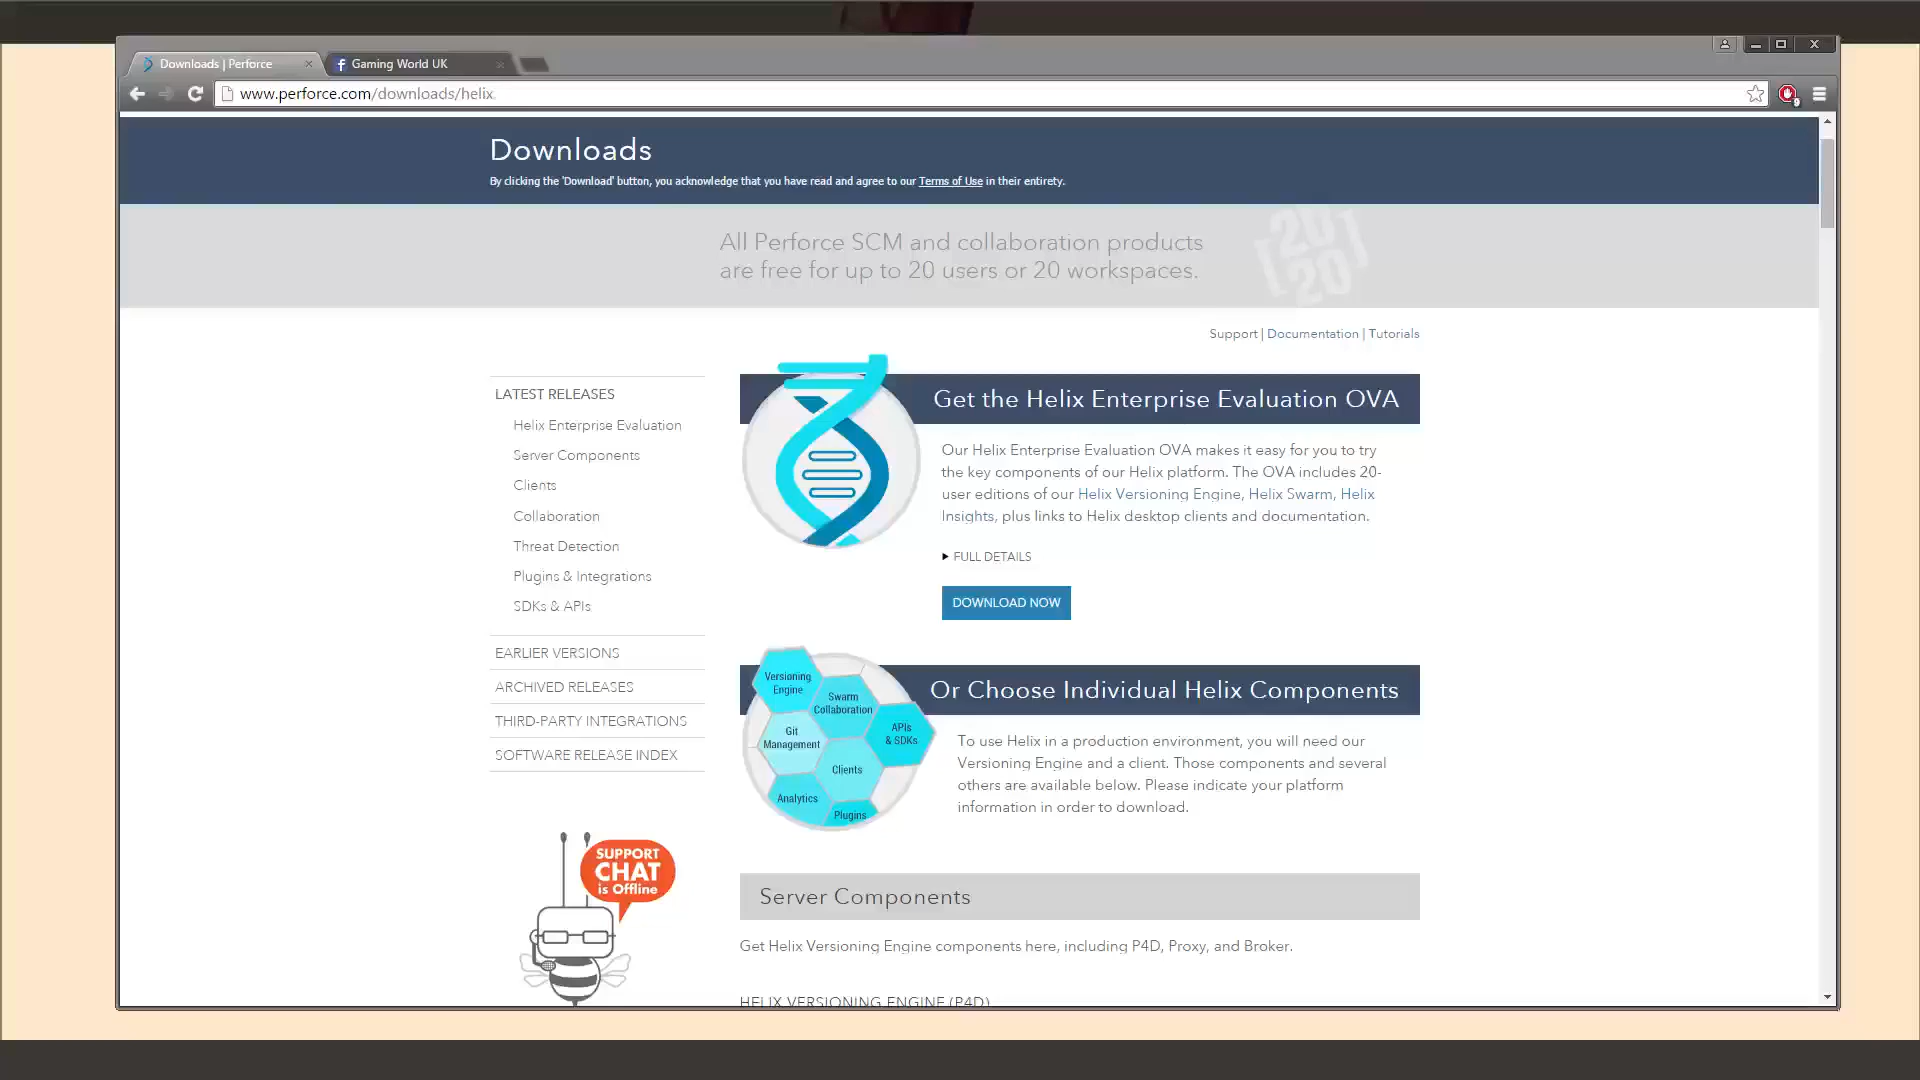 Downloads | Perforce
Gaming World UK
www.perforce.com/downloads/helix
9
Downloads
By clicking the 'Download' button, you acknowledge that you have read and agree to our Terms of Use in their entirety.
All Perforce SCM and collaboration products
are free for up to 20 users or 20 workspaces.
20
20
Support | Documentation | Tutorials
LATEST RELEASES
Helix Enterprise Evaluation
Server Components
Clients
Collaboration
Threat Detection
Plugins & Integrations
SDKs & APIs
EARLIER VERSIONS
ARCHIVED RELEASES
THIRD-PARTY INTEGRATIONS
SOFTWARE RELEASE INDEX
SUPPORT
CHAT
is Offline
Get the Helix Enterprise Evaluation OVA
Our Helix Enterprise Evaluation OVA makes it easy for you to try
the key components of our Helix platform. The OVA includes 20-
user editions of our Helix Versioning Engine, Helix Swarm, Helix
Insights, plus links to Helix desktop clients and documentation.
FULL DETAILS
DOWNLOAD NOW
Or Choose Individual Helix Components
Versioning
Engine
Swarm
Collaboration
Git
Management
APIs
& SDKs
Clients
Analytics
Plugins
To use Helix in a production environment, you will need our
Versioning Engine and a client. Those components and several
others are available below. Please indicate your platform
information in order to download.
Server Components
Get Helix Versioning Engine components here, including P4D, Proxy, and Broker.
HELIX VERSIONING ENGINE (P4D)